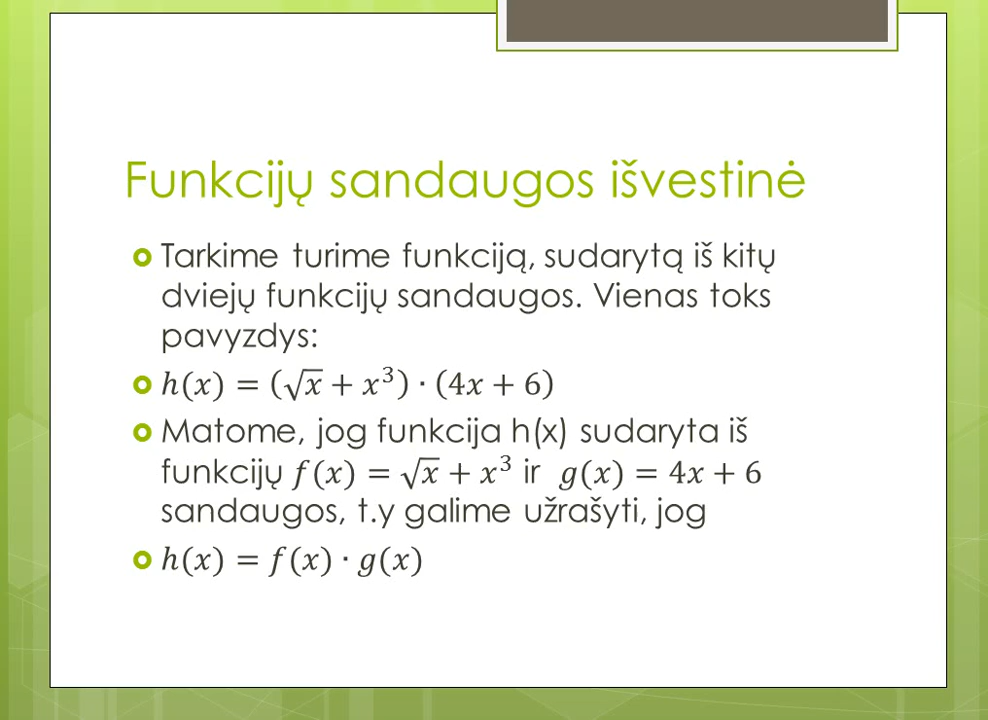 Funkcijų sandaugos išvestinė
Tarkime turime funkciją, sudarytą iš kitų
dviejų funkcijų sandaugos. Vienas toks
pavyzdys:
h(x) = (√x + x³) · (4x + 6)
Matome, jog funkcija h(x) sudaryta iš
funkcijų f(x) = √x + x³ ir g(x) = 4x + 6
sandaugos, t.y galime užrašyti, jog
h(x) = f(x) · g(x)